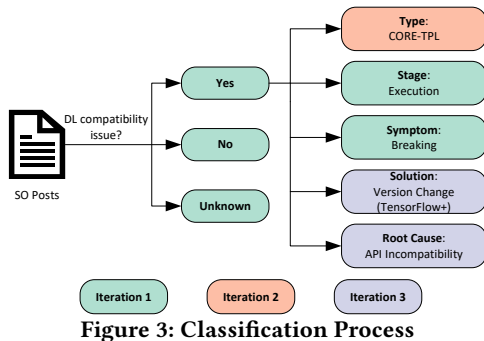 DL compatibility
issue?
SO Posts
Yes
No
Unknown
Type:
CORE-TPL
Stage:
Execution
Symptom:
Breaking
Solution:
Version Change
(TensorFlow+)
Root Cause:
API Incompatibility
Iteration 1
Iteration 2
Iteration 3
Figure 3: Classification Process